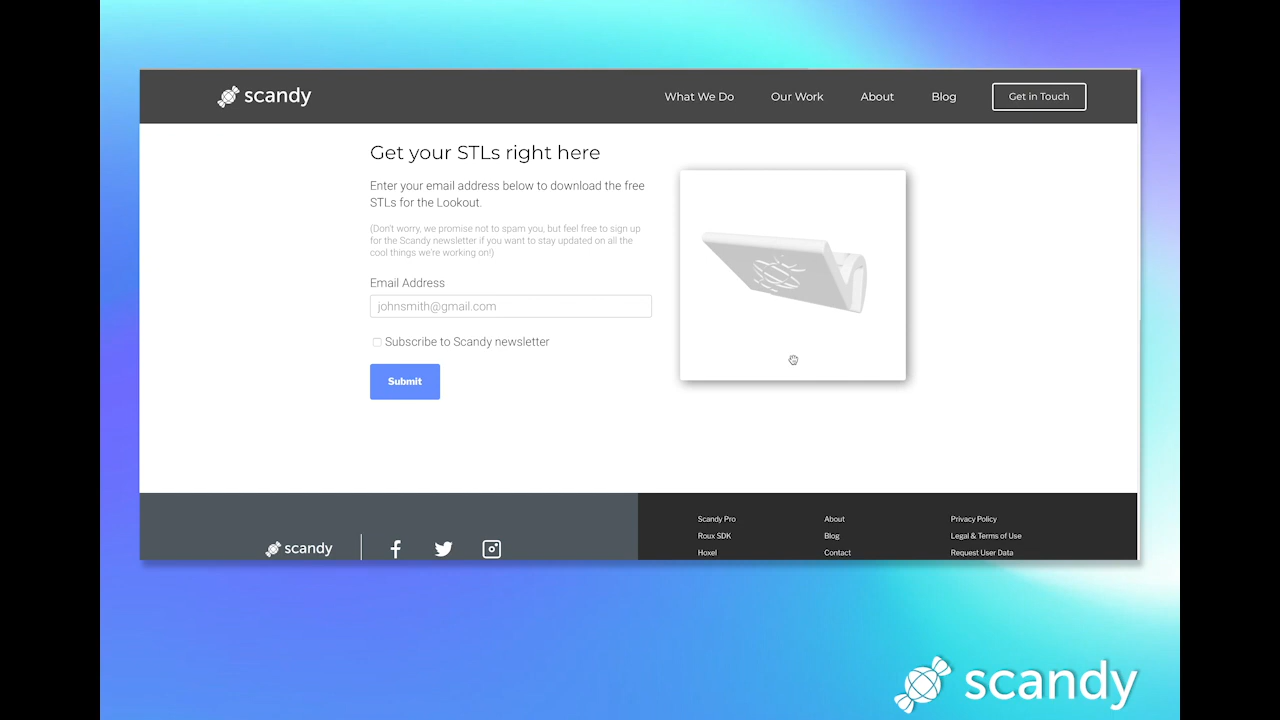 scandy
What We Do
Our Work
About
Blog
Get in Touch
Get your STLs right here
Enter your email address below to download the free
STLs for the Lookout.
(Don't worry, we promise not to spam you, but feel free to sign up
for the Scandy newsletter if you want to stay updated on all the
cool things we're working on!)
Email Address
johnsmith@gmail.com
Subscribe to Scandy newsletter
Submit
scandy
Scandy Pro
Roux SDK
Hoxel
About
Blog
Contact
Privacy Policy
Legal & Terms of Use
Request User Data
scandy